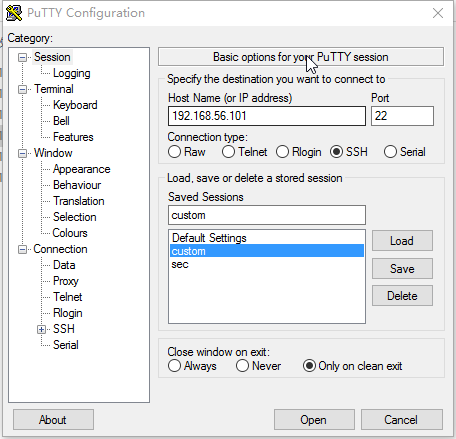 PuTTY Configuration
Category:
Session
Logging
Terminal
Keyboard
Bell
Features
Window
Appearance
Behaviour
Translation
Selection
Colours
Connection
Data
Proxy
Telnet
Rlogin
SSH
Serial
Basic options for your PuTTY session
Specify the destination you want to connect to
Host Name (or IP address) Port
192.168.56.101 22
Connection type:
Raw Telnet Rlogin SSH Serial
Load, save or delete a stored session
Saved Sessions
custom
Default Settings
custom
sec
Load
Save
Delete
Close window on exit:
Always Never Only on clean exit
About Open Cancel